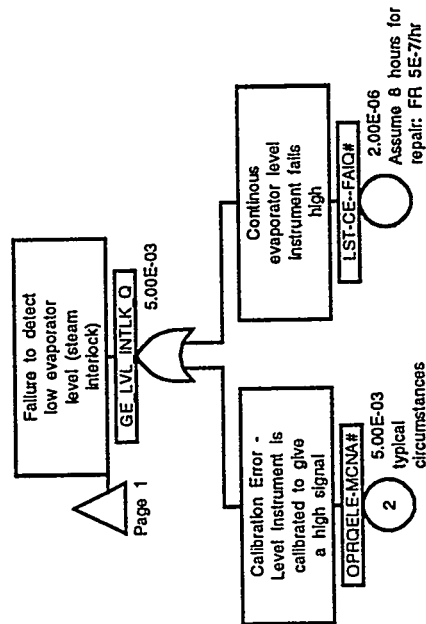 Failure to detect
low evaporator
level (steam
Interlock)
GE_LVL_INTLK_Q
5.00E-03
Page 1
Calibration Error -
Level Instrument is
calibrated to give
a high signal
OPRQELE-MCNA#
2
5.00E-03
typical
circumstances
Continous
evaporator level
Instrument fails
high
LST-CE--FAIQ#
2.00E-06
Assume 8 hours for
repair: FR 5E-7/hr